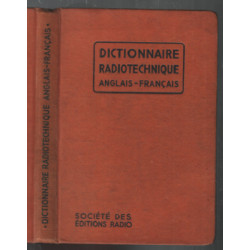 • DICTIONNAIRE RADIOTECHNIQUE ANGLAIS-FRANÇAIS •
DICTIONNAIRE
RADIOTECHNIQUE
ANGLAIS-FRANÇAIS
SOCIÉTÉ DES
ÉDITIONS RADIO